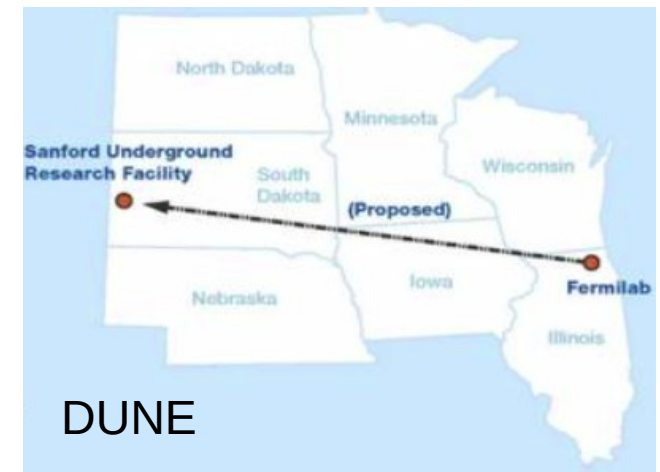 North Dakota
Minnesota
Sanford Underground
Research Facility
South
Dakota
Wisconsin
(Proposed)
Iowa
Fermilab
Nebraska
Illinois
DUNE